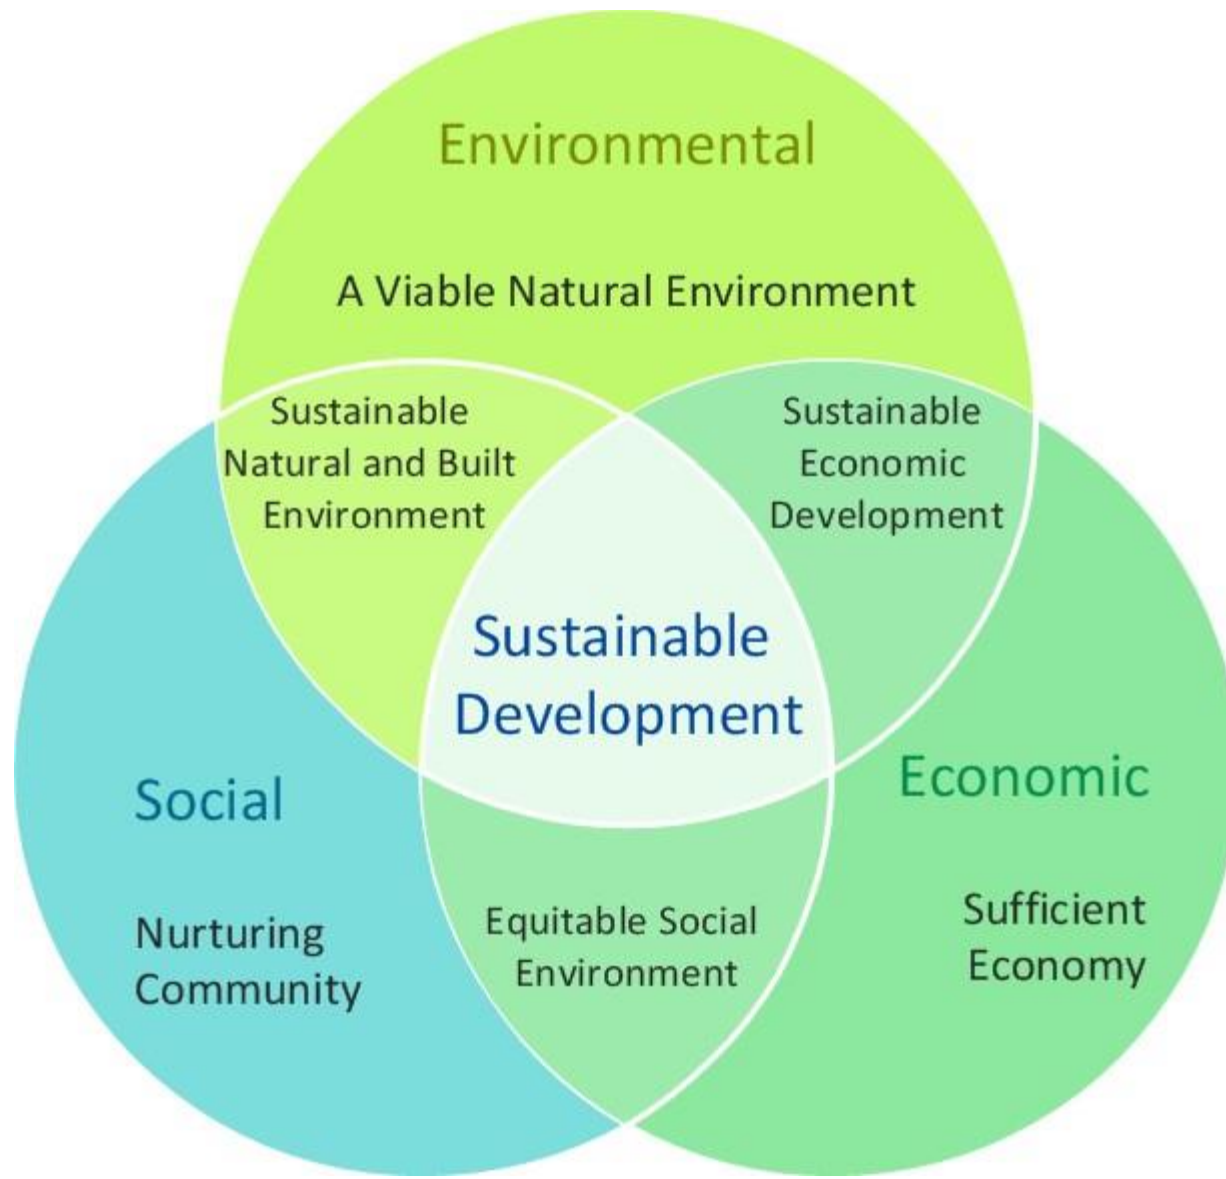 Environmental
A Viable Natural Environment
Sustainable
Natural and Built
Environment
Sustainable
Economic
Development
Sustainable
Development
Social
Nurturing
Community
Economic
Sufficient
Economy
Equitable Social
Environment